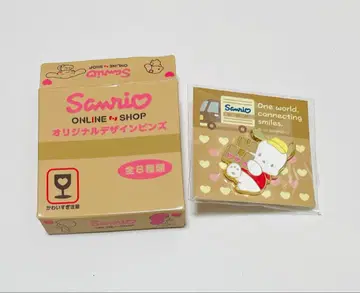 Sanrio
Sanrio
ONLINE SHOP
オリジナルデザインピンズ
全8種類
かわいすぎ注意
Sanrio
One world,
connecting
smiles.